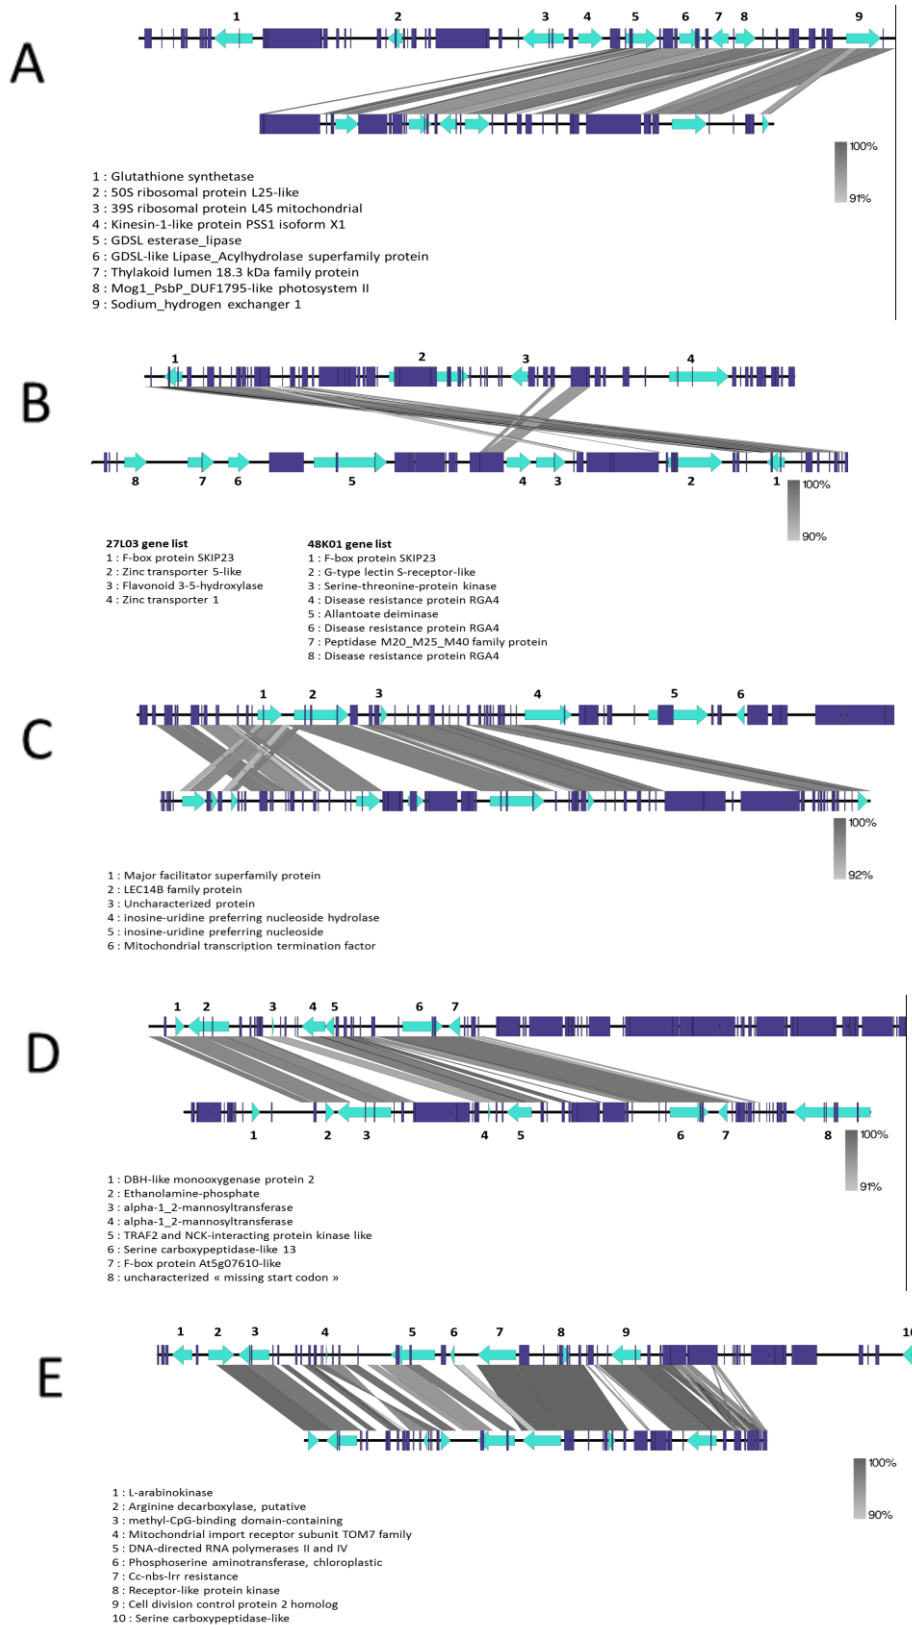 1 2 3 4 5 6 7 8 9
A
100%
91%
1 : Glutathione synthetase
2 : 50S ribosomal protein L25-like
3 : 39S ribosomal protein L45 mitochondrial
4 : Kinesin-1-like protein PSS1 isoform X1
5 : GDSL esterase_lipase
6 : GDSL-like Lipase_Acylhydrolase superfamily protein
7 : Thylakoid lumen 18.3 kDa family protein
8 : Mog1_PsbP_DUF1795-like photosystem II
9 : Sodium_hydrogen exchanger 1
1 2 3 4
B
8 7 6 5 4 3 2 1
100%
90%
27L03 gene list
1 : F-box protein SKIP23
2 : Zinc transporter 5-like
3 : Flavonoid 3-5-hydroxylase
4 : Zinc transporter 1
48K01 gene list
1 : F-box protein SKIP23
2 : G-type lectin S-receptor-like
3 : Serine-threonine-protein kinase
4 : Disease resistance protein RGA4
5 : Allantoate deiminase
6 : Disease resistance protein RGA4
7 : Peptidase M20_M25_M40 family protein
8 : Disease resistance protein RGA4
1 2 3 4 5 6
C
100%
92%
1 : Major facilitator superfamily protein
2 : LEC14B family protein
3 : Uncharacterized protein
4 : inosine-uridine preferring nucleoside hydrolase
5 : inosine-uridine preferring nucleoside
6 : Mitochondrial transcription termination factor
1 2 3 4 5 6 7
D
1 2 3 4 5 6 7 8
100%
91%
1 : DBH-like monooxygenase protein 2
2 : Ethanolamine-phosphate
3 : alpha-1_2-mannosyltransferase
4 : alpha-1_2-mannosyltransferase
5 : TRAF2 and NCK-interacting protein kinase like
6 : Serine carboxypeptidase-like 13
7 : F-box protein At5g07610-like
8 : uncharacterized « missing start codon »
1 2 3 4 5 6 7 8 9 10
E
100%
90%
1 : L-arabinokinase
2 : Arginine decarboxylase, putative
3 : methyl-CpG-binding domain-containing
4 : Mitochondrial import receptor subunit TOM7 family
5 : DNA-directed RNA polymerases II and IV
6 : Phosphoserine aminotransferase, chloroplastic
7 : Cc-nbs-lrr resistance
8 : Receptor-like protein kinase
9 : Cell division control protein 2 homolog
10 : Serine carboxypeptidase-like